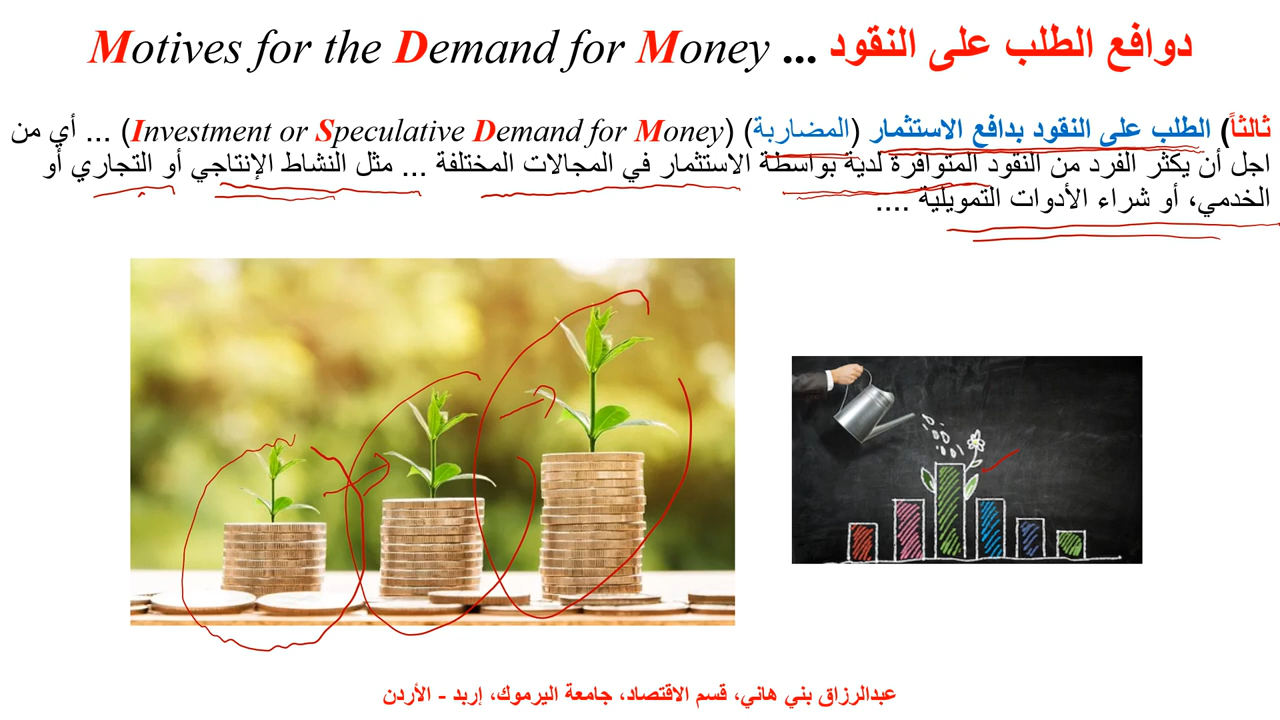 دوافع الطلب على النقود ... Motives for the Demand for Money
ثالثاً) الطلب على النقود بدافع الاستثمار (المضاربة) (Investment or Speculative Demand for Money) ... أي من
اجل أن يكثر الفرد من النقود المتوافرة لدية بواسطة الاستثمار في المجالات المختلفة ... مثل النشاط الإنتاجي أو التجاري أو
الخدمي، أو شراء الأدوات التمويلية ....
عبدالرزاق بني هاني، قسم الاقتصاد، جامعة اليرموك، إربد - الأردن